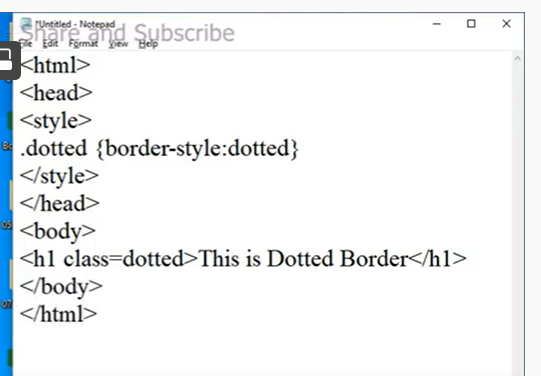 *Untitled - Notepad
Share and Subscribe
File Edit Format View Help
<html>
<head>
<style>
.dotted {border-style:dotted}
</style>
</head>
<body>
<h1 class=dotted>This is Dotted Border</h1>
</body>
</html>